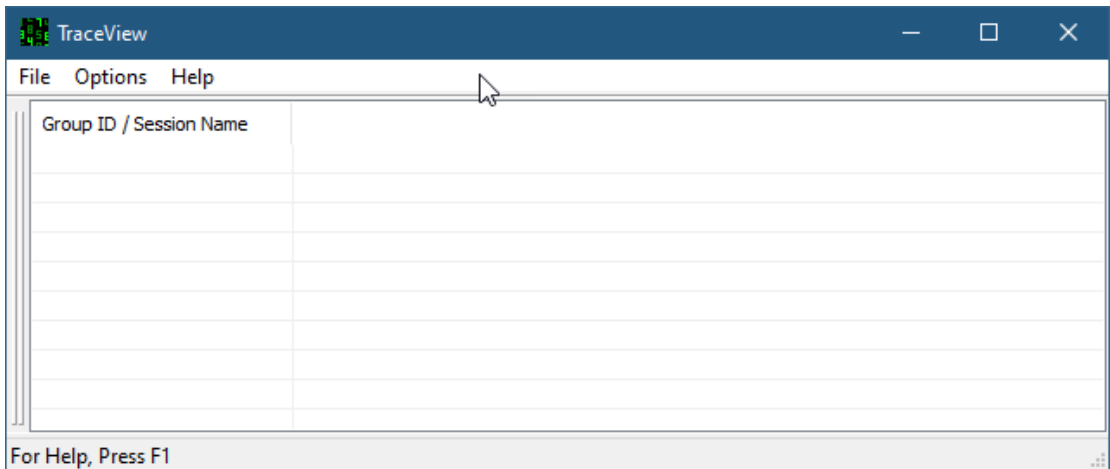 TraceView
File Options Help
Group ID / Session Name
For Help, Press F1